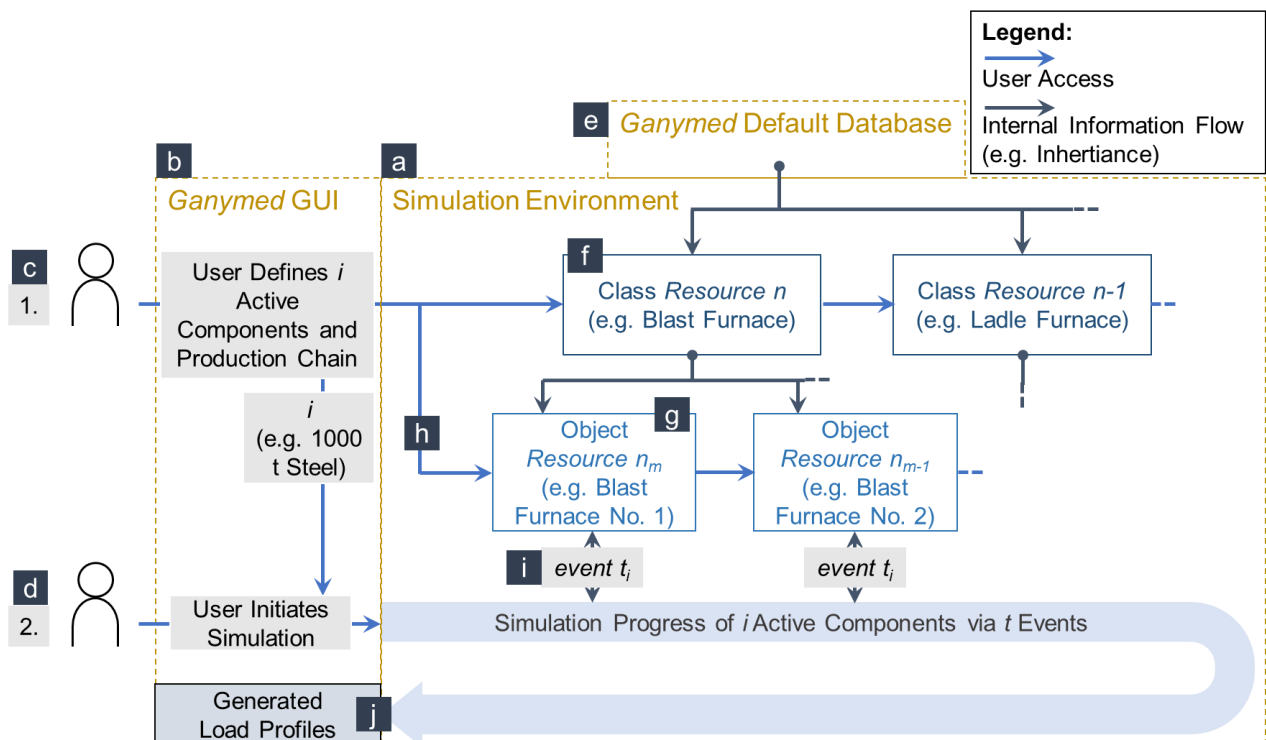 Legend:
User Access
Internal Information Flow
(e.g. Inhertiance)
e
Ganymed Default Database
b
a
Ganymed GUI
Simulation Environment
c
1.
User Defines i
Active
Components and
Production Chain
f
Class Resource n
(e.g. Blast Furnace)
Class Resource n-1
(e.g. Ladle Furnace)
i
(e.g. 1000
t Steel)
h
g
Object
Resource nm
(e.g. Blast
Furnace No. 1)
Object
Resource nm-1
(e.g. Blast
Furnace No. 2)
i
event ti
event ti
d
2.
User Initiates
Simulation
Simulation Progress of i Active Components via t Events
Generated
Load Profiles
j